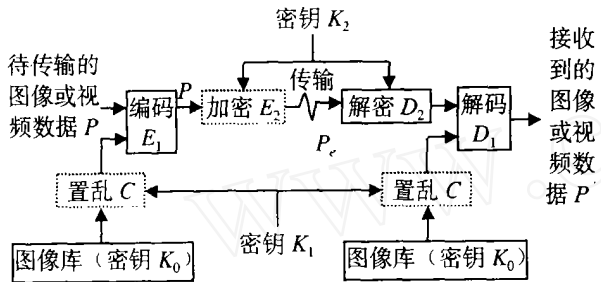 密钥 K₂
待传输的
图像或视
频数据 P
P
编码
E₁
加密 E₂
传输
Pₑ
解密 D₂
解码
D₁
接收
到的
图像
或视
频数
据 P
置乱 C
密钥 K₁
置乱 C
图像库（密钥 K₀）
图像库（密钥 K₀）